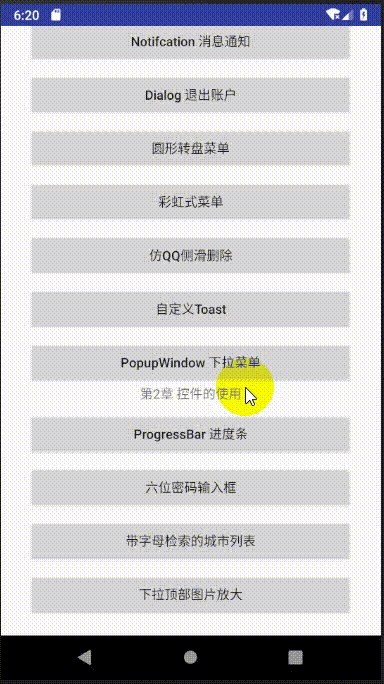 6:20
Notifcation 消息通知
Dialog 退出账户
圆形转盘菜单
彩虹式菜单
仿QQ侧滑删除
自定义Toast
PopupWindow 下拉菜单
第2章 控件的使用
ProgressBar 进度条
六位密码输入框
带字母检索的城市列表
下拉顶部图片放大